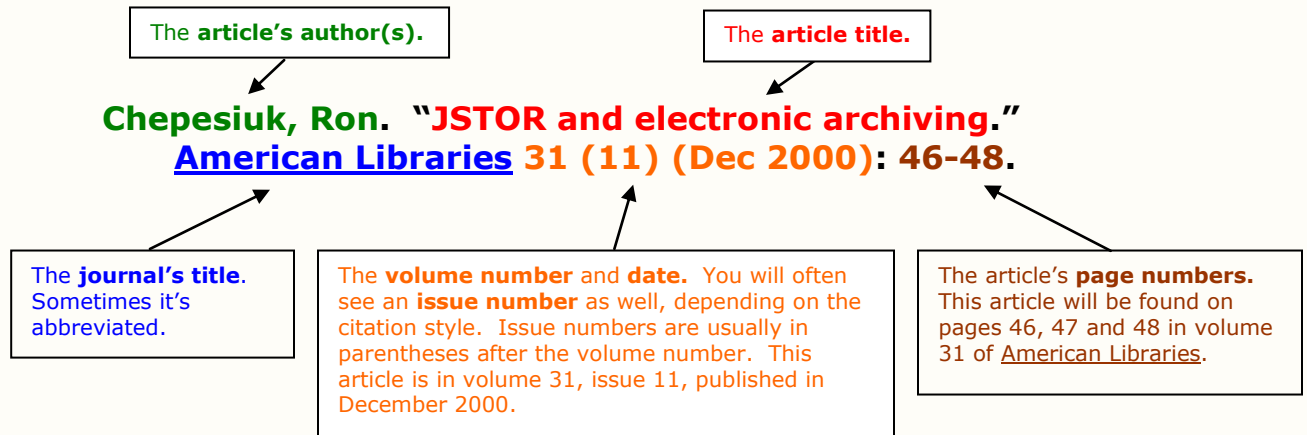 The article's author(s).
The article title.
Chepesiuk, Ron. “JSTOR and electronic archiving.”
American Libraries 31 (11) (Dec 2000): 46-48.
The journal's title.
Sometimes it's
abbreviated.
The volume number and date. You will often
see an issue number as well, depending on the
citation style. Issue numbers are usually in
parentheses after the volume number. This
article is in volume 31, issue 11, published in
December 2000.
The article's page numbers.
This article will be found on
pages 46, 47 and 48 in volume
31 of American Libraries.